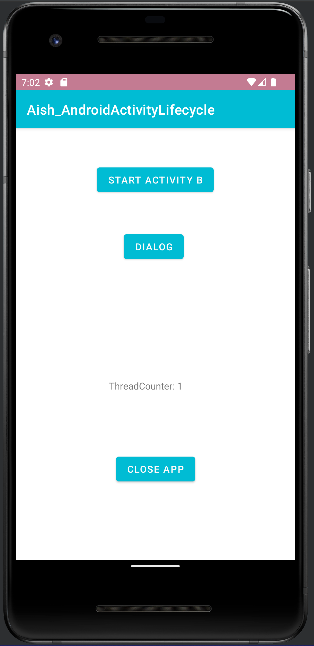 7:02
Aish_AndroidActivityLifecycle
START ACTIVITY B
DIALOG
ThreadCounter: 1
CLOSE APP